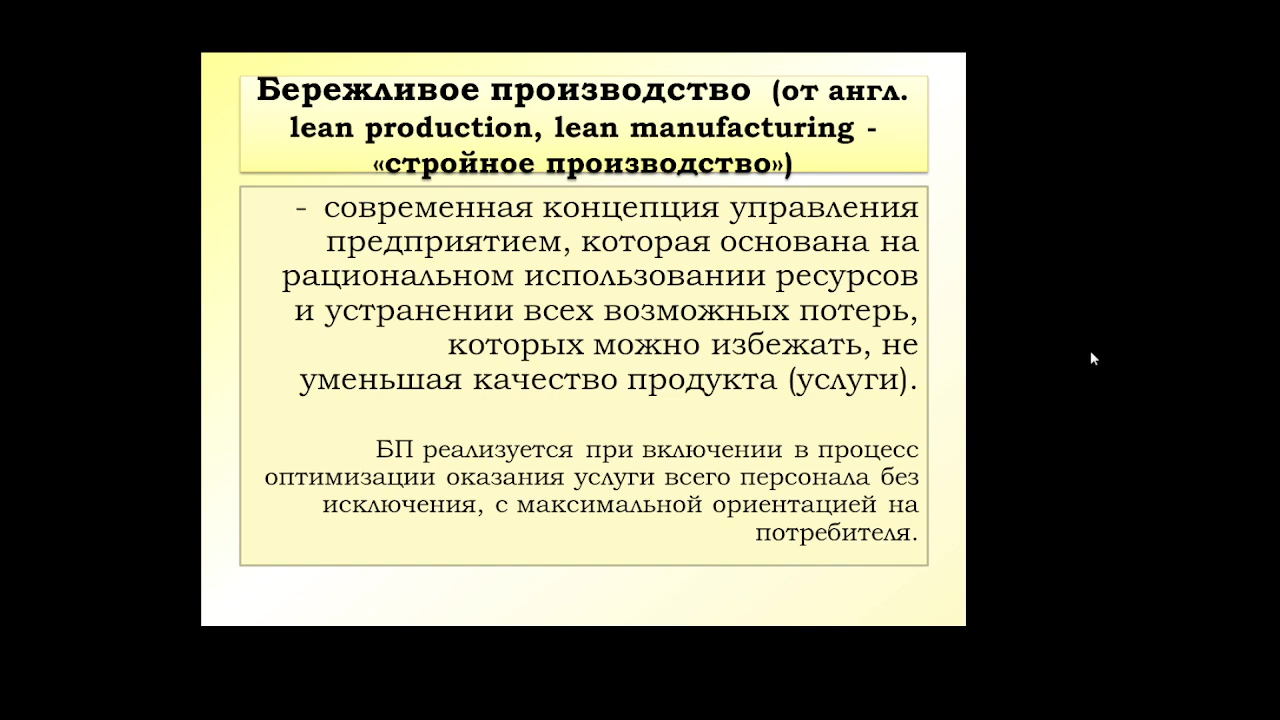 Бережливое производство (от англ.
lean production, lean manufacturing -
«стройное производство»)
- современная концепция управления
предприятием, которая основана на
рациональном использовании ресурсов
и устранении всех возможных потерь,
которых можно избежать, не
уменьшая качество продукта (услуги).
БП реализуется при включении в процесс
оптимизации оказания услуги всего персонала без
исключения, с максимальной ориентацией на
потребителя.